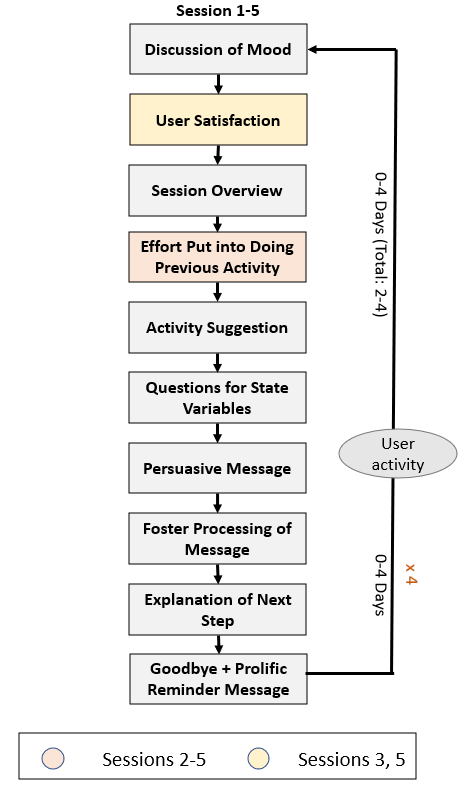 Session 1-5
Discussion of Mood
User Satisfaction
Session Overview
Effort Put into Doing
Previous Activity
Activity Suggestion
Questions for State
Variables
Persuasive Message
Foster Processing of
Message
Explanation of Next
Step
Goodbye + Prolific
Reminder Message
0-4 Days (Total: 2-4)
User
activity
0-4 Days
x 4
Sessions 2-5
Sessions 3, 5